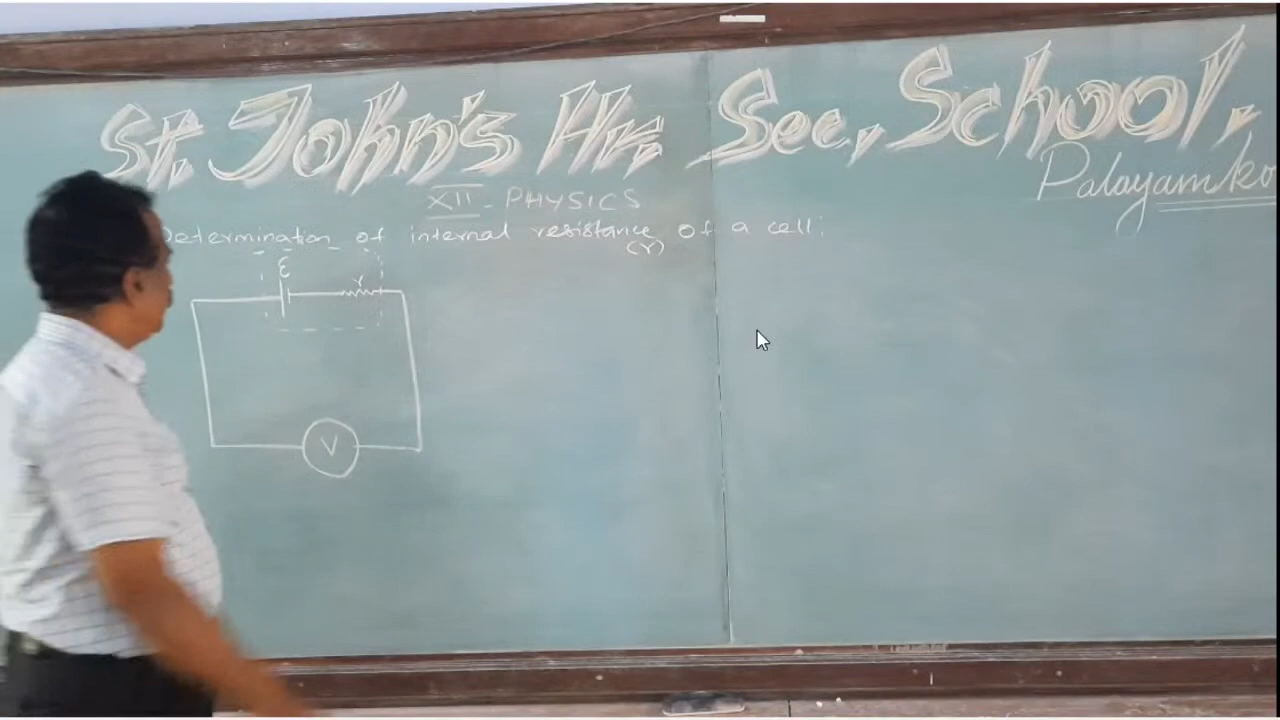 St. John's Hr. Sec, School,
Palayamko
XII - PHYSICS
Determination of internal resistance of a cell:
(r)
ξ
r
V